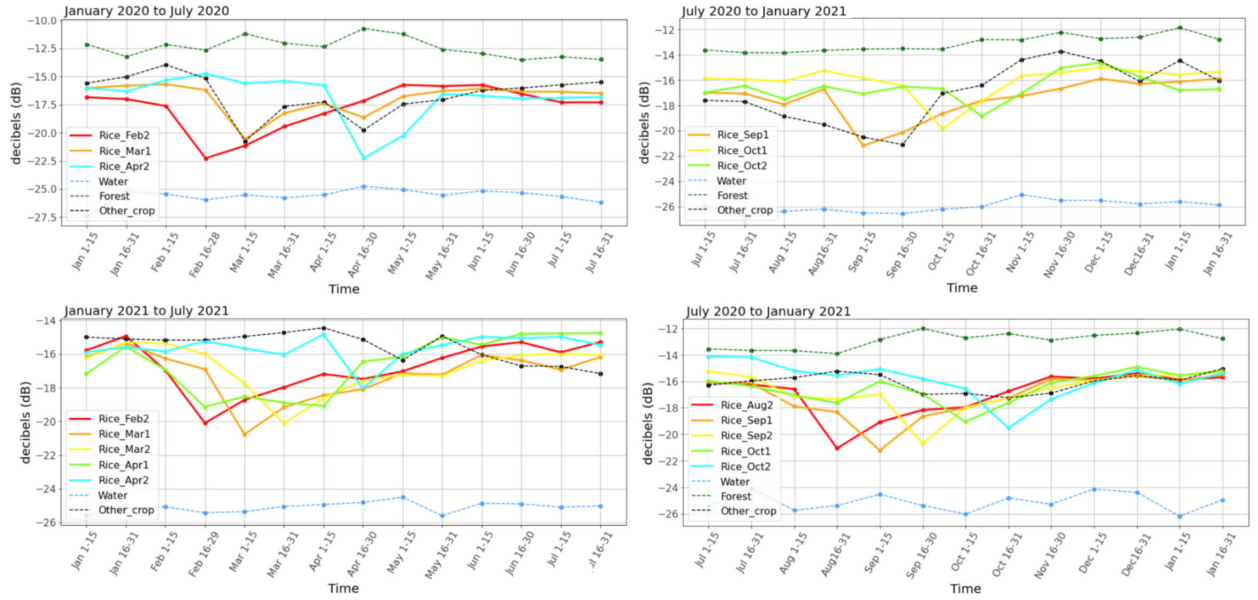 January 2020 to July 2020
decibels (dB)
−10.0
−12.5
−15.0
−17.5
−20.0
−22.5
−25.0
−27.5
Rice_Feb2
Rice_Mar1
Rice_Apr2
Water
Forest
Other_crop
Jan 1-15
Jan 16-31
Feb 1-15
Feb 16-28
Mar 1-15
Mar 16-31
Apr 1-15
Apr 16-30
May 1-15
May 16-31
Jun 1-15
Jun 16-30
Jul 1-15
Jul 16-31
Time
July 2020 to January 2021
decibels (dB)
−12
−14
−16
−18
−20
−22
−24
−26
Rice_Sep1
Rice_Oct1
Rice_Oct2
Water
Forest
Other_crop
Jul 1-15
Jul 16-31
Aug 1-15
Aug16-31
Sep 1-15
Sep 16-30
Oct 1-15
Oct 16-31
Nov 1-15
Nov 16-30
Dec 1-15
Dec16-31
Jan 1-15
Jan 16-31
Time
January 2021 to July 2021
decibels (dB)
−14
−16
−18
−20
−22
−24
−26
Rice_Feb2
Rice_Mar1
Rice_Mar2
Rice_Apr1
Rice_Apr2
Water
Other_crop
Jan 1-15
Jan 16-31
Feb 1-15
Feb 16-29
Mar 1-15
Mar 16-31
Apr 1-15
Apr 16-30
May 1-15
May 16-31
Jun 1-15
Jun 16-30
Jul 1-15
16-31
Time
July 2020 to January 2021
decibels (dB)
−12
−14
−16
−18
−20
−22
−24
−26
Rice_Aug2
Rice_Sep1
Rice_Sep2
Rice_Oct1
Rice_Oct2
Water
Forest
Other_crop
Jul 1-15
Jul 16-31
Aug 1-15
Aug16-31
Sep 1-15
Sep 16-30
Oct 1-15
Oct 16-31
Nov 16-30
Dec 1-15
Dec16-31
Jan 1-15
Jan 16-31
Time